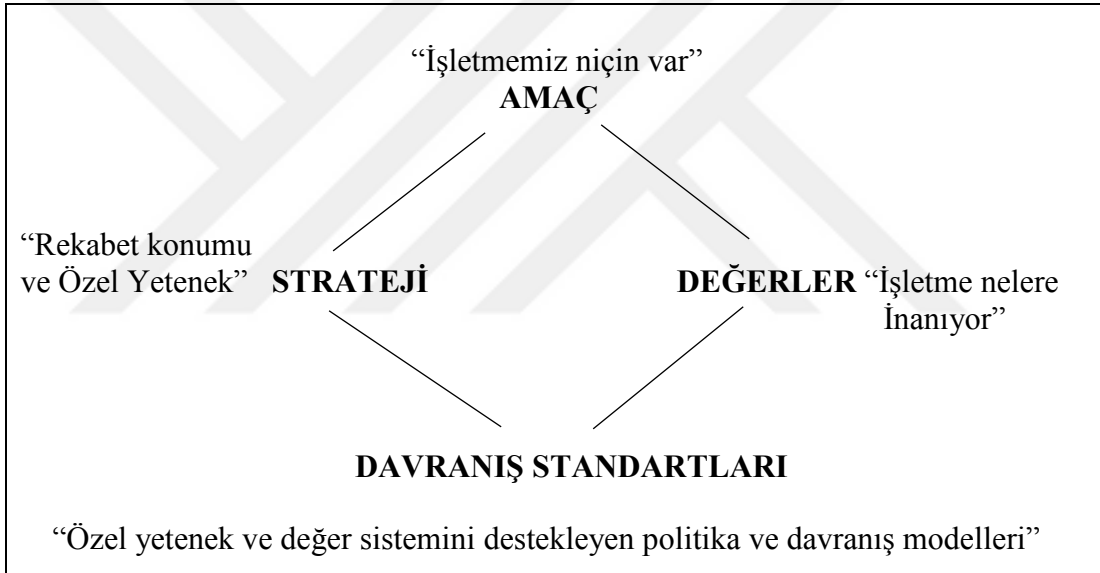 “İşletmemiz niçin var”
AMAÇ
“Rekabet konumu
ve Özel Yetenek” STRATEJİ
DEĞERLER “İşletme nelere
İnanıyor”
DAVRANIŞ STANDARTLARI
“Özel yetenek ve değer sistemini destekleyen politika ve davranış modelleri”